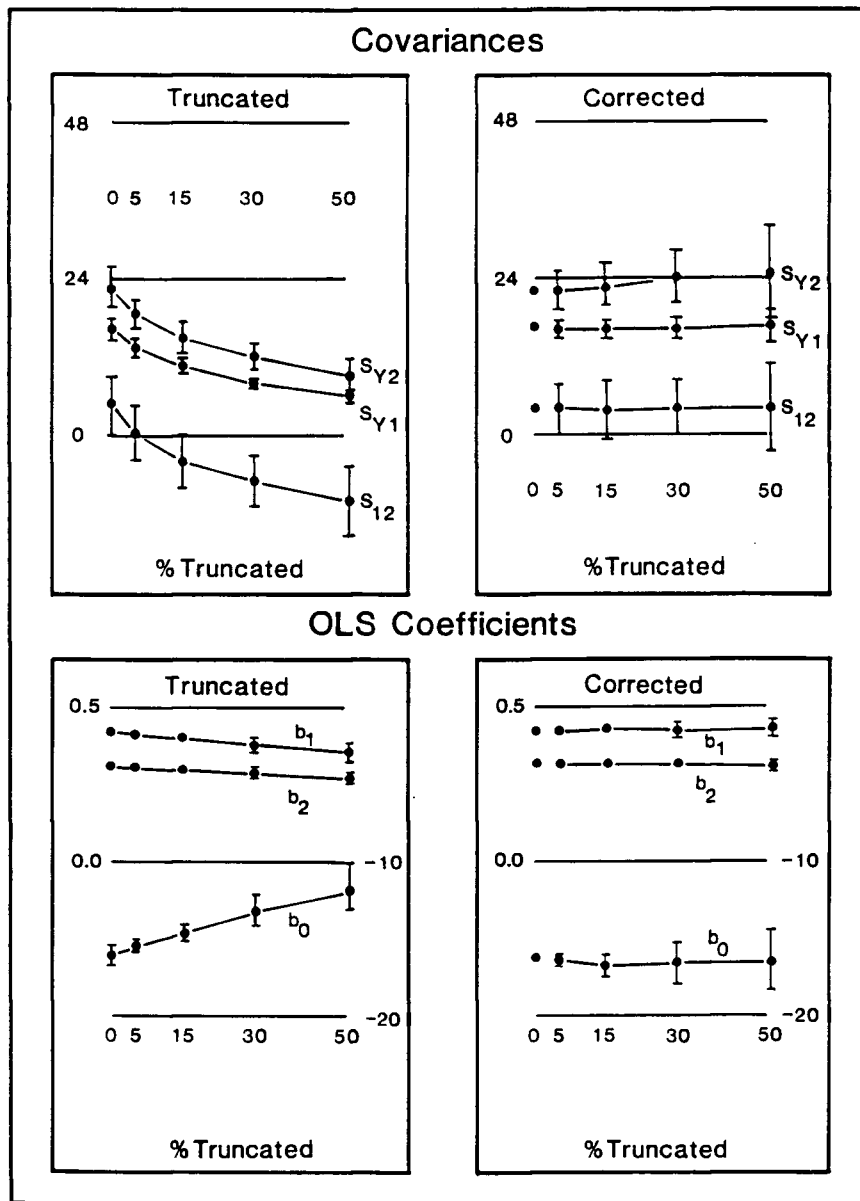 Covariances
Truncated
48
0 5 15 30 50
24
S_Y2
S_Y1
0
S_12
% Truncated
Corrected
48
24
S_Y2
S_Y1
S_12
0
0 5 15 30 50
% Truncated
OLS Coefficients
Truncated
0.5
b_1
b_2
0.0
-10
b_0
-20
0 5 15 30 50
% Truncated
Corrected
0.5
b_1
b_2
0.0
-10
b_0
-20
0 5 15 30 50
% Truncated